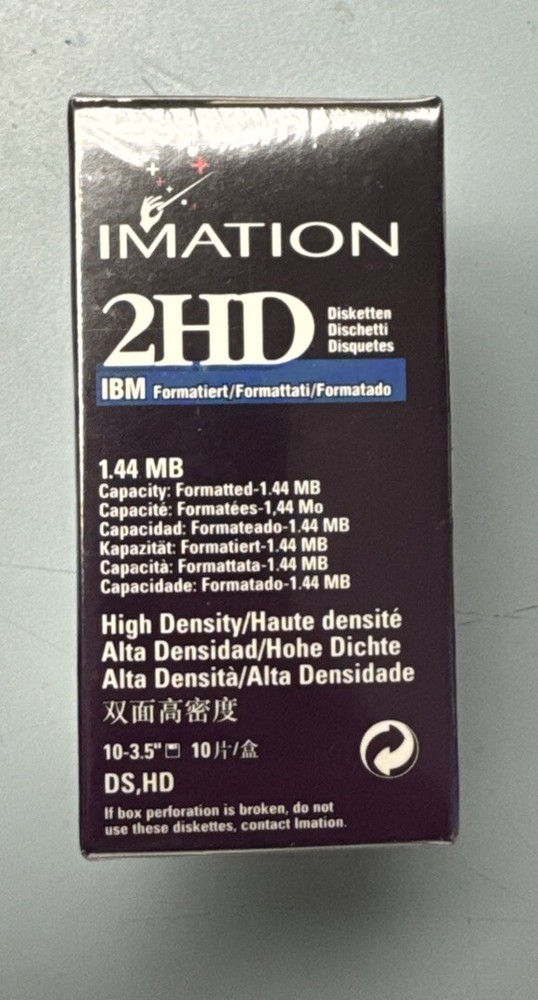 IMATION
2HD
Disketten
Dischetti
Disquetes
IBM Formatiert/Formattati/Formatado
1.44 MB
Capacity: Formatted-1.44 MB
Capacité: Formatées-1,44 Mo
Capacidad: Formateado-1.44 MB
Kapazität: Formatiert-1.44 MB
Capacità: Formattata-1.44 MB
Capacidade: Formatado-1.44 MB
High Density/Haute densité
Alta Densidad/Hohe Dichte
Alta Densità/Alta Densidade
双面高密度
10-3.5" 10片/盒
DS,HD
If box perforation is broken, do not
use these diskettes, contact Imation.